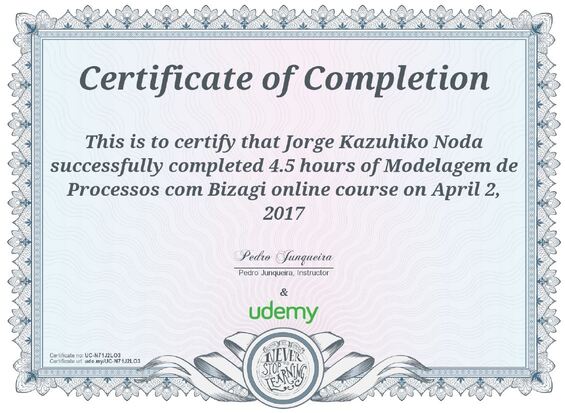 Certificate of Completion
This is to certify that Jorge Kazuhiko Noda
successfully completed 4.5 hours of Modelagem de
Processos com Bizagi online course on April 2,
2017
Pedro Junqueira
Pedro Junqueira, Instructor
&
udemy
Certificate no: UC-N71J2LO3
Certificate url: ude.my/UC-N71J2LO3
NEVER
STOP
LEARNING